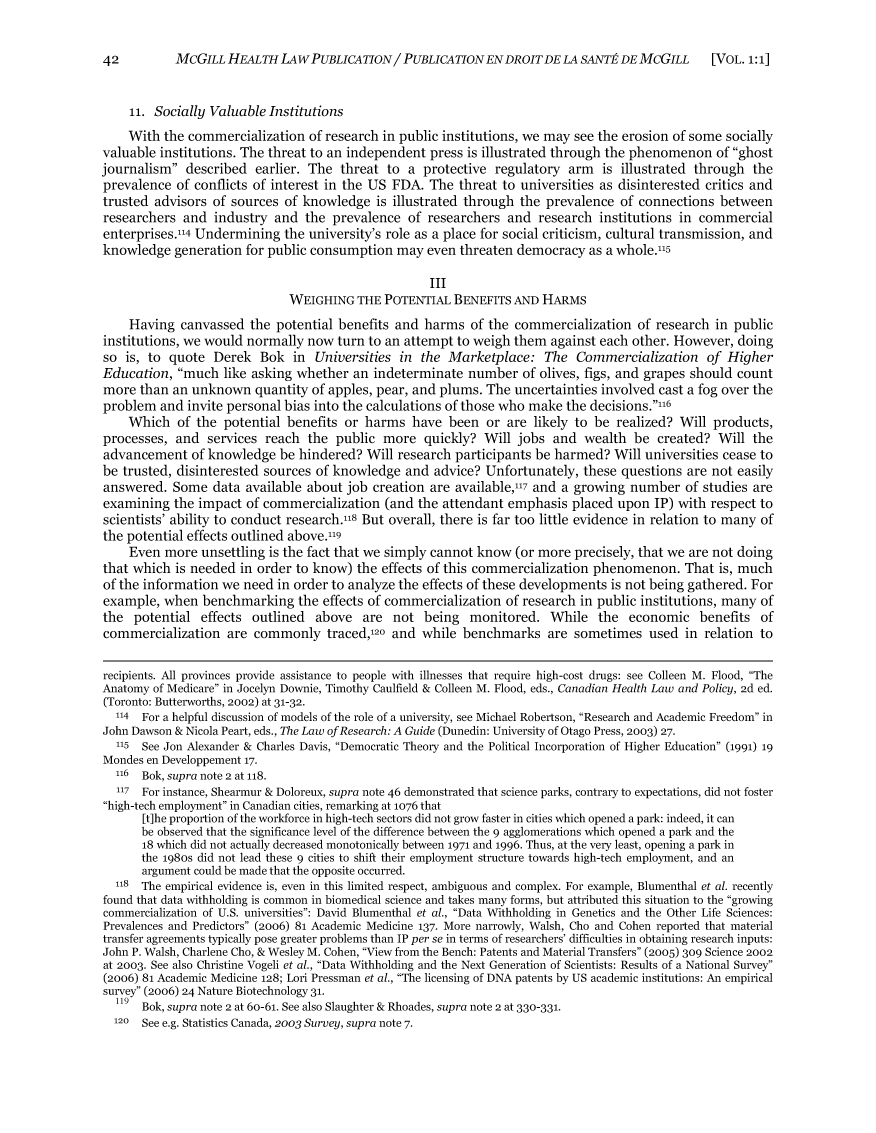 42 MCGILL HEALTH LAW PUBLICATION / PUBLICATION EN DROIT DE LA SANTÉ DE MCGILL [VOL. 1:1]
11. Socially Valuable Institutions
With the commercialization of research in public institutions, we may see the erosion of some socially
valuable institutions. The threat to an independent press is illustrated through the phenomenon of “ghost
journalism” described earlier. The threat to a protective regulatory arm is illustrated through the
prevalence of conflicts of interest in the US FDA. The threat to universities as disinterested critics and
trusted advisors of sources of knowledge is illustrated through the prevalence of connections between
researchers and industry and the prevalence of researchers and research institutions in commercial
enterprises.114 Undermining the university’s role as a place for social criticism, cultural transmission, and
knowledge generation for public consumption may even threaten democracy as a whole.115
III
WEIGHING THE POTENTIAL BENEFITS AND HARMS
Having canvassed the potential benefits and harms of the commercialization of research in public
institutions, we would normally now turn to an attempt to weigh them against each other. However, doing
so is, to quote Derek Bok in Universities in the Marketplace: The Commercialization of Higher
Education, “much like asking whether an indeterminate number of olives, figs, and grapes should count
more than an unknown quantity of apples, pear, and plums. The uncertainties involved cast a fog over the
problem and invite personal bias into the calculations of those who make the decisions.”116
Which of the potential benefits or harms have been or are likely to be realized? Will products,
processes, and services reach the public more quickly? Will jobs and wealth be created? Will the
advancement of knowledge be hindered? Will research participants be harmed? Will universities cease to
be trusted, disinterested sources of knowledge and advice? Unfortunately, these questions are not easily
answered. Some data available about job creation are available,117 and a growing number of studies are
examining the impact of commercialization (and the attendant emphasis placed upon IP) with respect to
scientists’ ability to conduct research.118 But overall, there is far too little evidence in relation to many of
the potential effects outlined above.119
Even more unsettling is the fact that we simply cannot know (or more precisely, that we are not doing
that which is needed in order to know) the effects of this commercialization phenomenon. That is, much
of the information we need in order to analyze the effects of these developments is not being gathered. For
example, when benchmarking the effects of commercialization of research in public institutions, many of
the potential effects outlined above are not being monitored. While the economic benefits of
commercialization are commonly traced,120 and while benchmarks are sometimes used in relation to
recipients. All provinces provide assistance to people with illnesses that require high-cost drugs: see Colleen M. Flood, “The
Anatomy of Medicare” in Jocelyn Downie, Timothy Caulfield & Colleen M. Flood, eds., Canadian Health Law and Policy, 2d ed.
(Toronto: Butterworths, 2002) at 31-32.
114 For a helpful discussion of models of the role of a university, see Michael Robertson, “Research and Academic Freedom” in
John Dawson & Nicola Peart, eds., The Law of Research: A Guide (Dunedin: University of Otago Press, 2003) 27.
115 See Jon Alexander & Charles Davis, “Democratic Theory and the Political Incorporation of Higher Education” (1991) 19
Mondes en Developpement 17.
116 Bok, supra note 2 at 118.
117 For instance, Shearmur & Doloreux, supra note 46 demonstrated that science parks, contrary to expectations, did not foster
“high-tech employment” in Canadian cities, remarking at 1076 that
[t]he proportion of the workforce in high-tech sectors did not grow faster in cities which opened a park: indeed, it can
be observed that the significance level of the difference between the 9 agglomerations which opened a park and the
18 which did not actually decreased monotonically between 1971 and 1996. Thus, at the very least, opening a park in
the 1980s did not lead these 9 cities to shift their employment structure towards high-tech employment, and an
argument could be made that the opposite occurred.
118 The empirical evidence is, even in this limited respect, ambiguous and complex. For example, Blumenthal et al. recently
found that data withholding is common in biomedical science and takes many forms, but attributed this situation to the “growing
commercialization of U.S. universities”: David Blumenthal et al., “Data Withholding in Genetics and the Other Life Sciences:
Prevalences and Predictors” (2006) 81 Academic Medicine 137. More narrowly, Walsh, Cho and Cohen reported that material
transfer agreements typically pose greater problems than IP per se in terms of researchers’ difficulties in obtaining research inputs:
John P. Walsh, Charlene Cho, & Wesley M. Cohen, “View from the Bench: Patents and Material Transfers” (2005) 309 Science 2002
at 2003. See also Christine Vogeli et al., “Data Withholding and the Next Generation of Scientists: Results of a National Survey”
(2006) 81 Academic Medicine 128; Lori Pressman et al., “The licensing of DNA patents by US academic institutions: An empirical
survey” (2006) 24 Nature Biotechnology 31.
119 Bok, supra note 2 at 60-61. See also Slaughter & Rhoades, supra note 2 at 330-331.
120 See e.g. Statistics Canada, 2003 Survey, supra note 7.